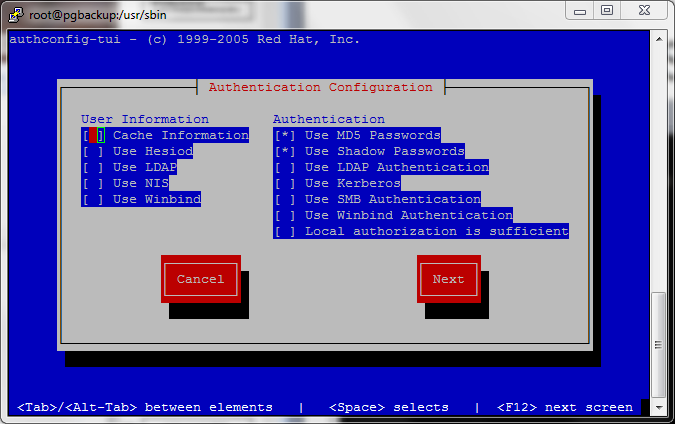 root@pgbackup:/usr/sbin
authconfig-tui - (c) 1999-2005 Red Hat, Inc.
Authentication Configuration
User Information
[ ] Cache Information
[ ] Use Hesiod
[ ] Use LDAP
[ ] Use NIS
[ ] Use Winbind
Authentication
[*] Use MD5 Passwords
[*] Use Shadow Passwords
[ ] Use LDAP Authentication
[ ] Use Kerberos
[ ] Use SMB Authentication
[ ] Use Winbind Authentication
[ ] Local authorization is sufficient
Cancel
Next
<Tab>/<Alt-Tab> between elements | <Space> selects | <F12> next screen